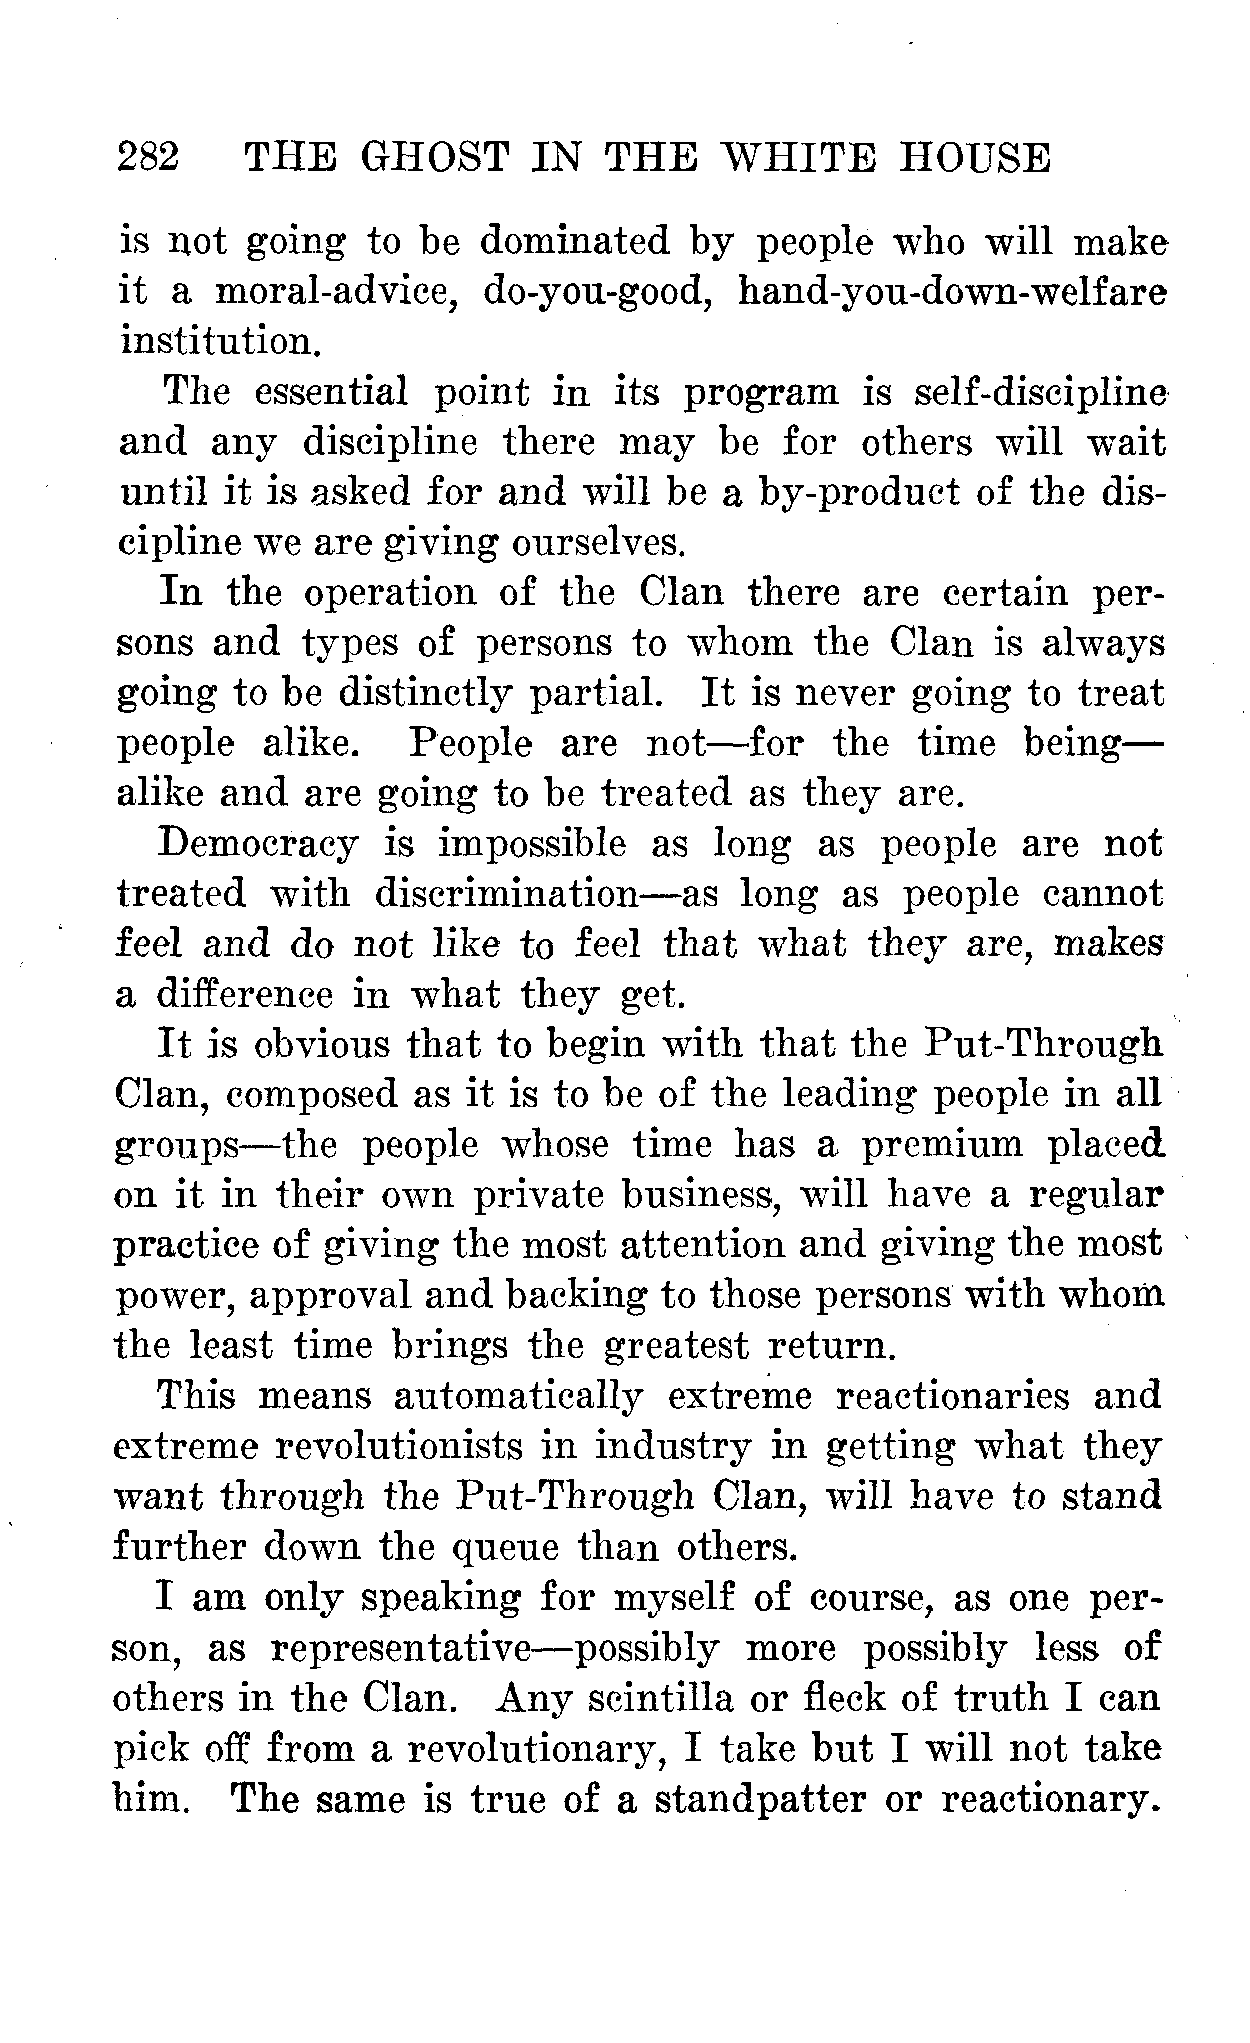 282 THE GHOST IN THE WHITE HOUSE
is not going to be dominated by people who will make
it a moral-advice, do-you-good, hand-you-down-welfare
institution.
The essential point in its program is self-discipline
and any discipline there may be for others will wait
until it is asked for and will be a by-product of the dis-
cipline we are giving ourselves.
In the operation of the Clan there are certain per-
sons and types of persons to whom the Clan is always
going to be distinctly partial. It is never going to treat
people alike. People are not—for the time being—
alike and are going to be treated as they are.
Democracy is impossible as long as people are not
treated with discrimination—as long as people cannot
feel and do not like to feel that what they are, makes
a difference in what they get.
It is obvious that to begin with that the Put-Through
Clan, composed as it is to be of the leading people in all
groups—the people whose time has a premium placed
on it in their own private business, will have a regular
practice of giving the most attention and giving the most
power, approval and backing to those persons with whom
the least time brings the greatest return.
This means automatically extreme reactionaries and
extreme revolutionists in industry in getting what they
want through the Put-Through Clan, will have to stand
further down the queue than others.
I am only speaking for myself of course, as one per-
son, as representative—possibly more possibly less of
others in the Clan. Any scintilla or fleck of truth I can
pick off from a revolutionary, I take but I will not take
him. The same is true of a standpatter or reactionary.